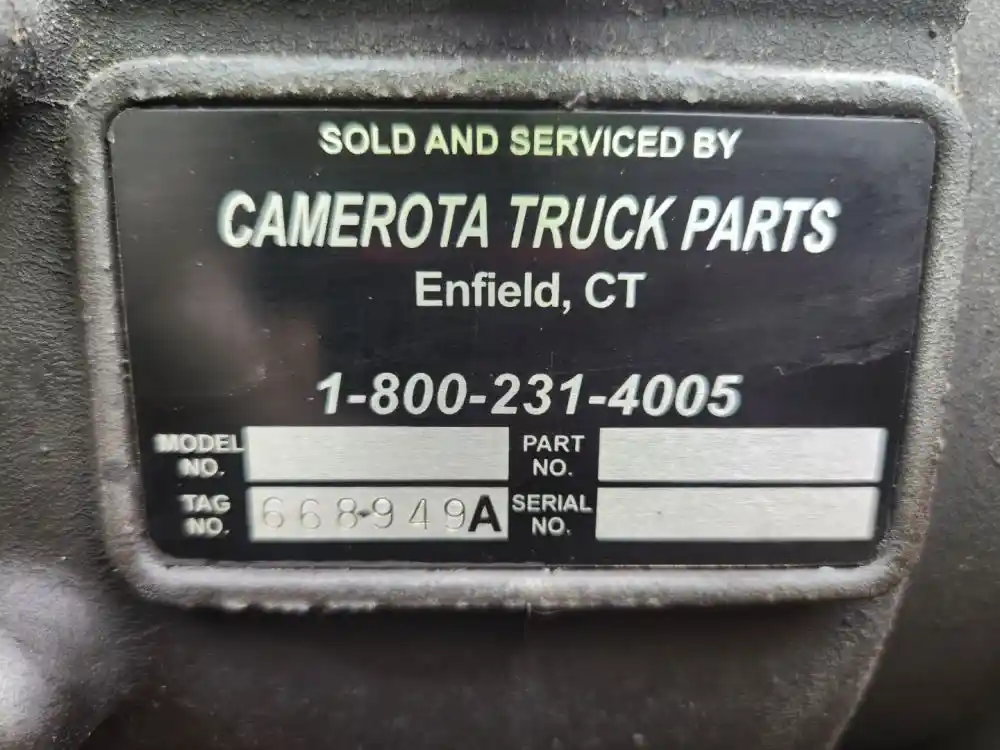 SOLD AND SERVICED BY
CAMEROTA TRUCK PARTS
Enfield, CT
1-800-231-4005
MODEL NO. PART NO.
TAG NO. 668-949A SERIAL NO.